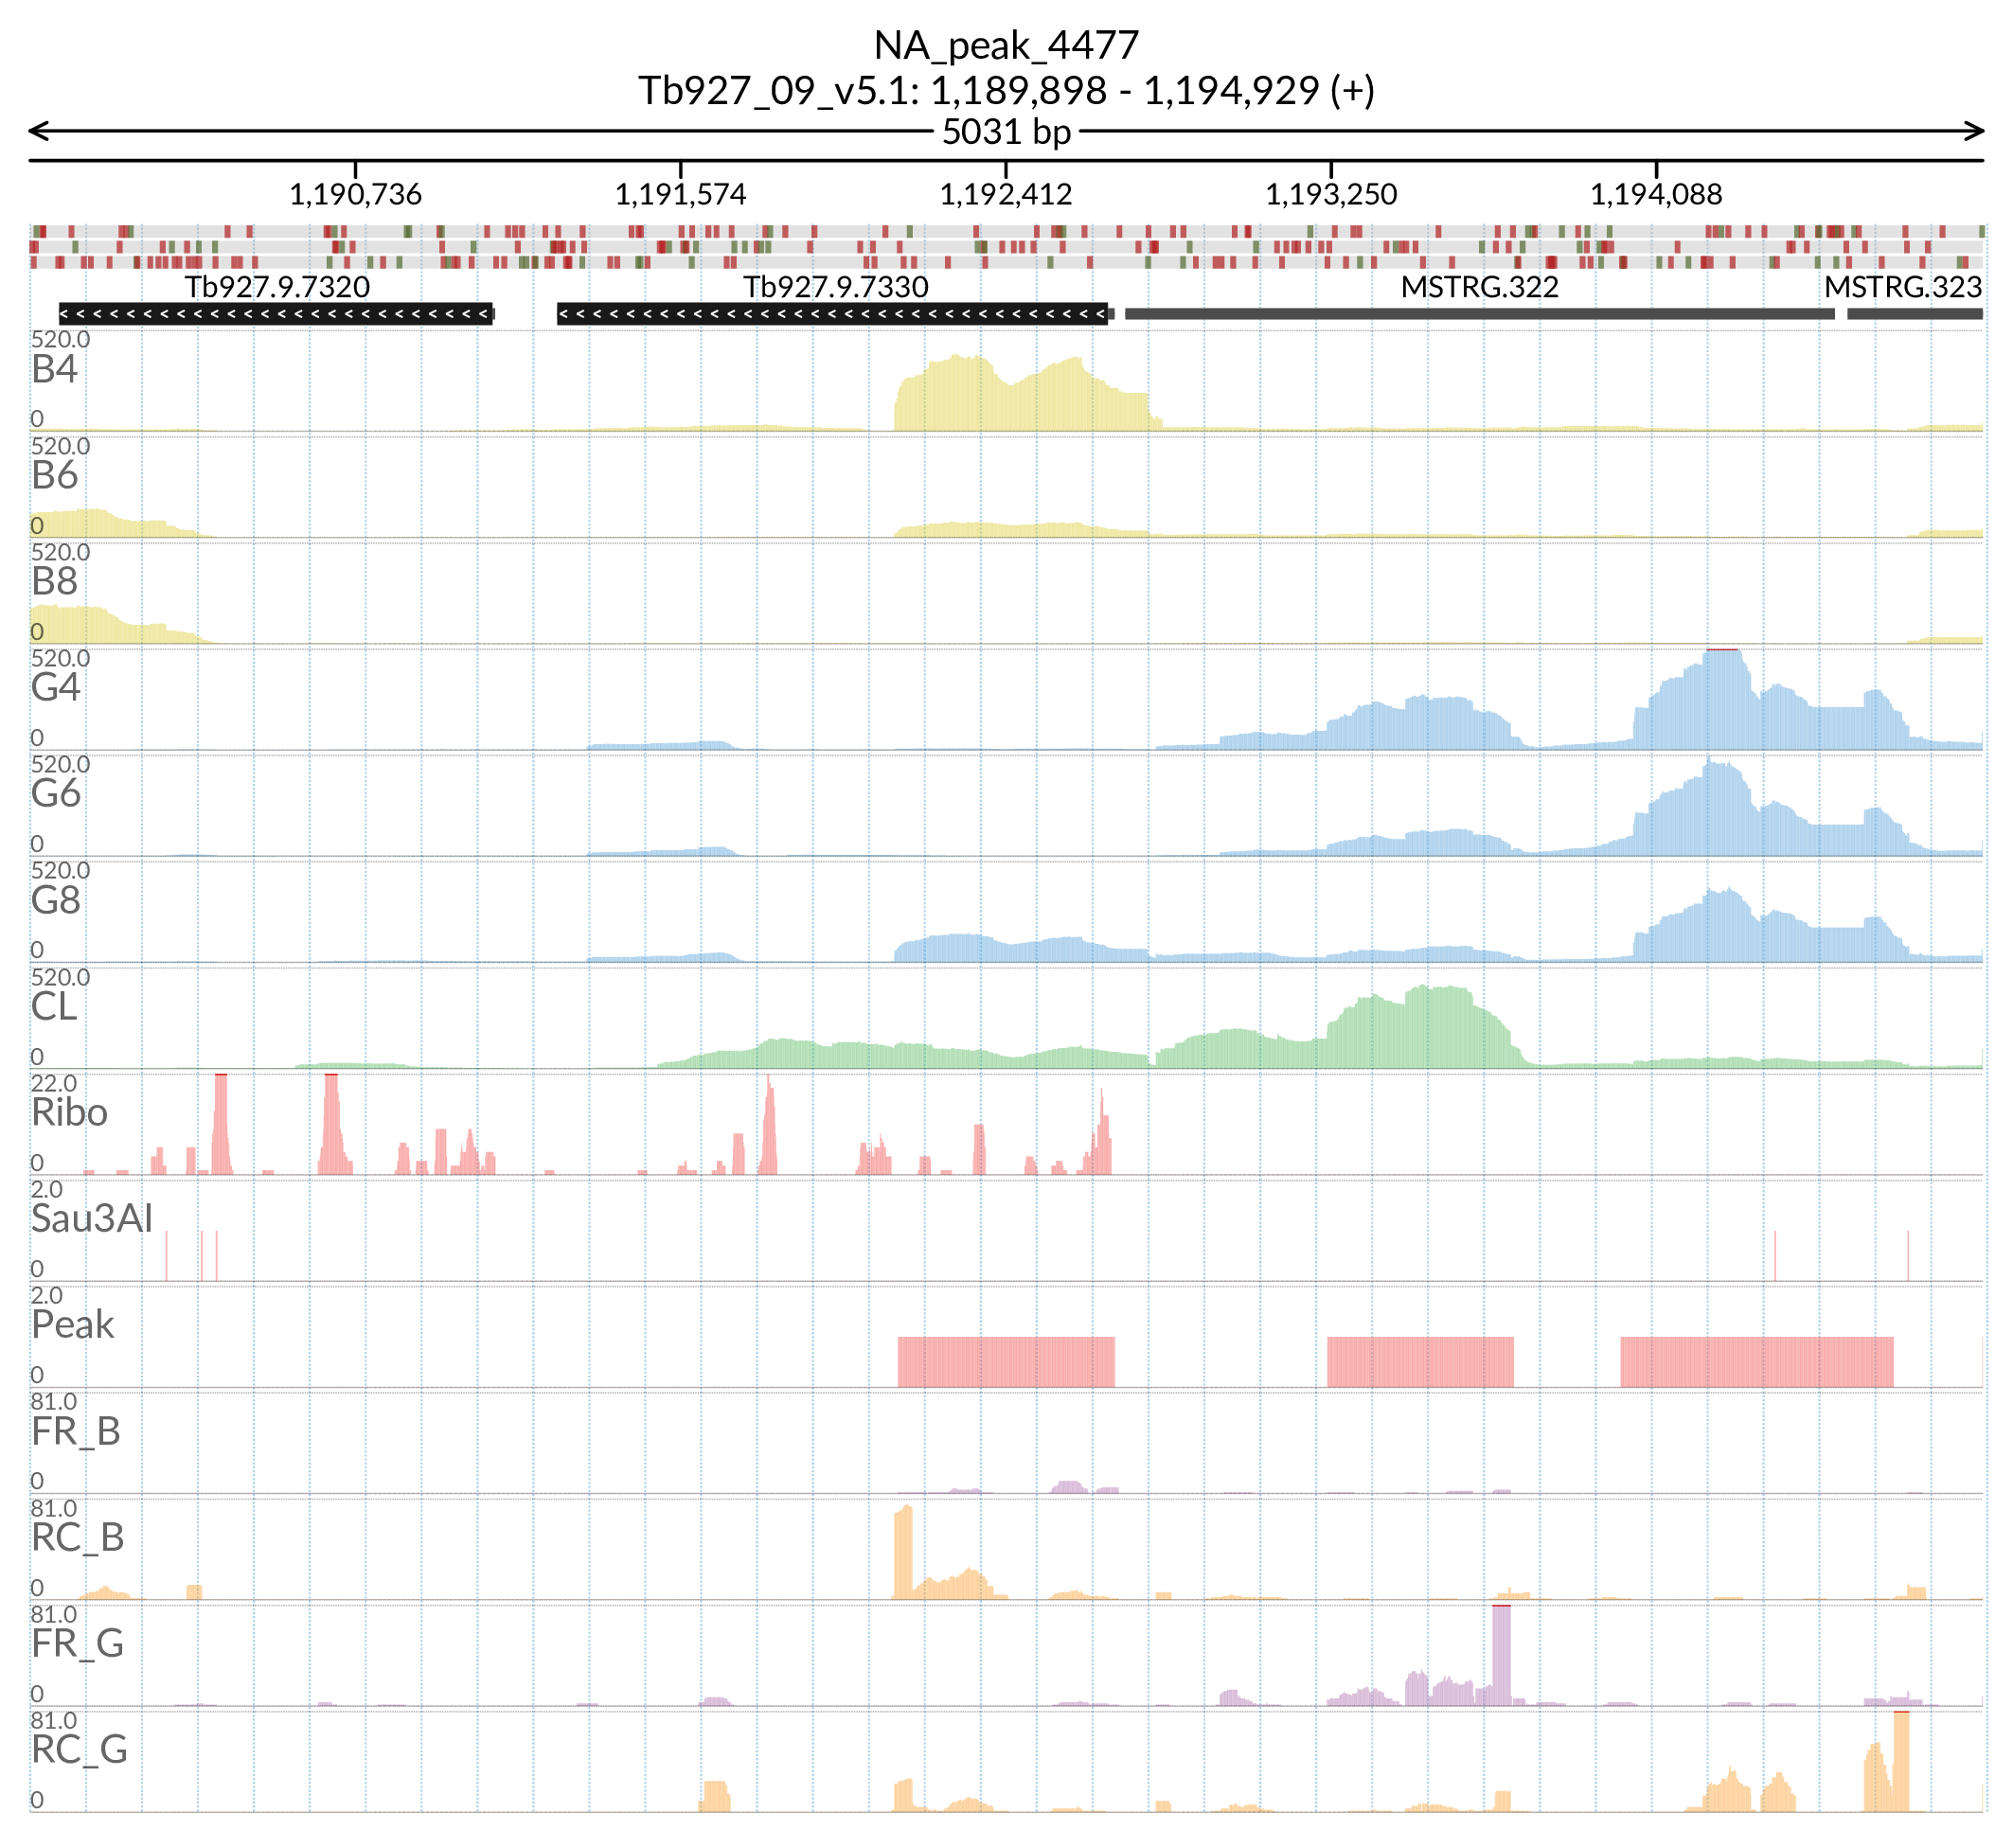 NA_peak_4477
Tb927_09_v5.1: 1,189,898 - 1,194,929 (+)
5031 bp
1,190,736 1,191,574 1,192,412 1,193,250 1,194,088
Tb927.9.7320 Tb927.9.7330 MSTRG.322 MSTRG.323
520.0
B4
0
520.0
B6
0
520.0
B8
0
520.0
G4
0
520.0
G6
0
520.0
G8
0
520.0
CL
0
22.0
Ribo
0
2.0
Sau3AI
0
2.0
Peak
0
81.0
FR_B
0
81.0
RC_B
0
81.0
FR_G
0
81.0
RC_G
0